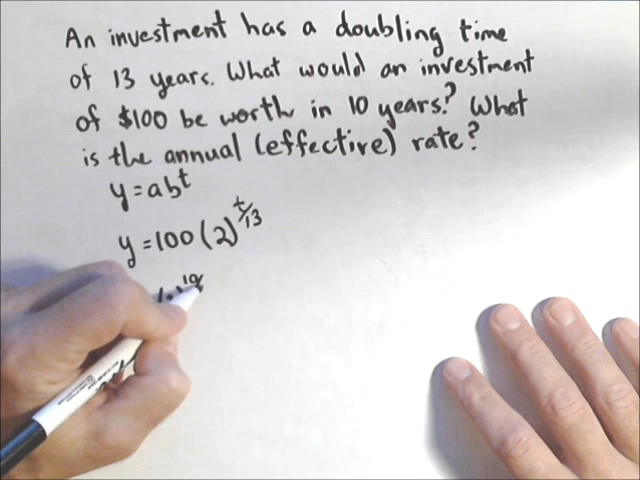 An investment has a doubling time
of 13 years. What would an investment
of $100 be worth in 10 years? What
is the annual (effective) rate?
y = ab^t
y = 100 (2)^t/13